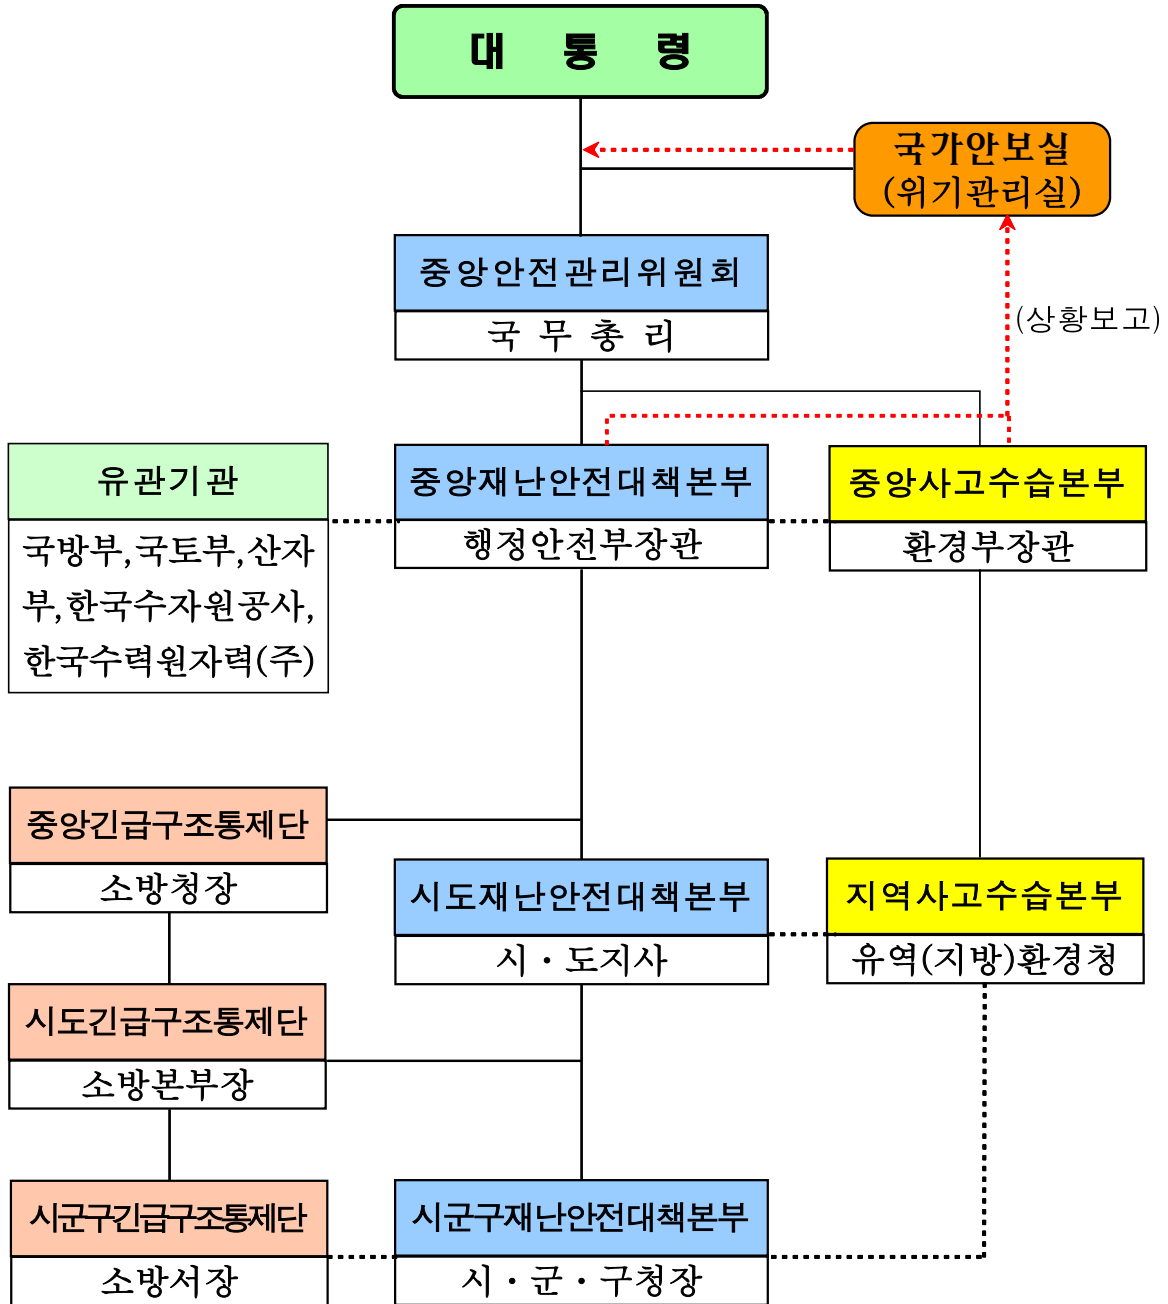 대 통 령
국가안보실
(위기관리실)
중앙안전관리위원회
국 무 총 리
(상황보고)
유관기관
국방부,국토부,산자
부,한국수자원공사,
한국수력원자력(주)
중앙재난안전대책본부
행정안전부장관
중앙사고수습본부
환경부장관
중앙긴급구조통제단
소방청장
시도재난안전대책본부
시·도지사
지역사고수습본부
유역(지방)환경청
시도긴급구조통제단
소방본부장
시군구긴급구조통제단
소방서장
시군구재난안전대책본부
시·군·구청장